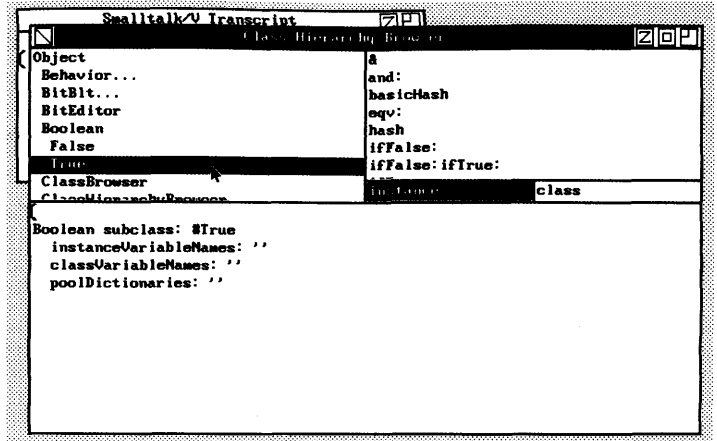 Smalltalk/V Transcript
Class Hierarchy Browser
Object
Behavior...
BitBlt...
BitEditor
Boolean
False
True
ClassBrowser
ClassHierarchyBrowser
&
and:
basicHash
eqv:
hash
ifFalse:
ifFalse:ifTrue:
instance
class
Boolean subclass: #True
instanceVariableNames: ''
classVariableNames: ''
poolDictionaries: ''